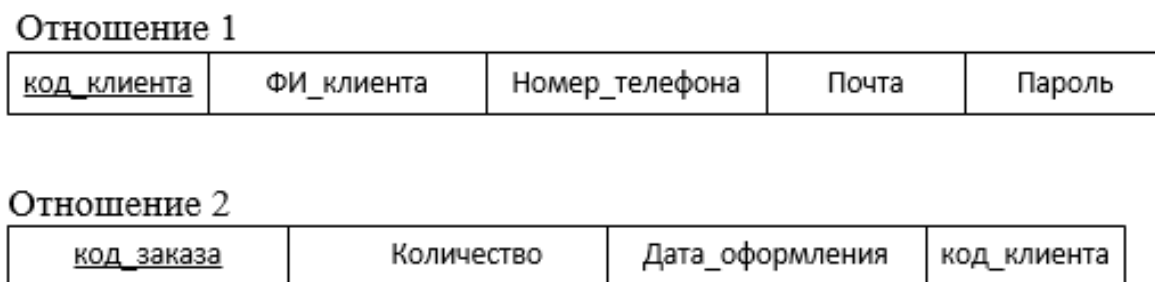 Отношение 1
код_клиента ФИ_клиента Номер_телефона Почта Пароль
Отношение 2
код_заказа Количество Дата_оформления код_клиента